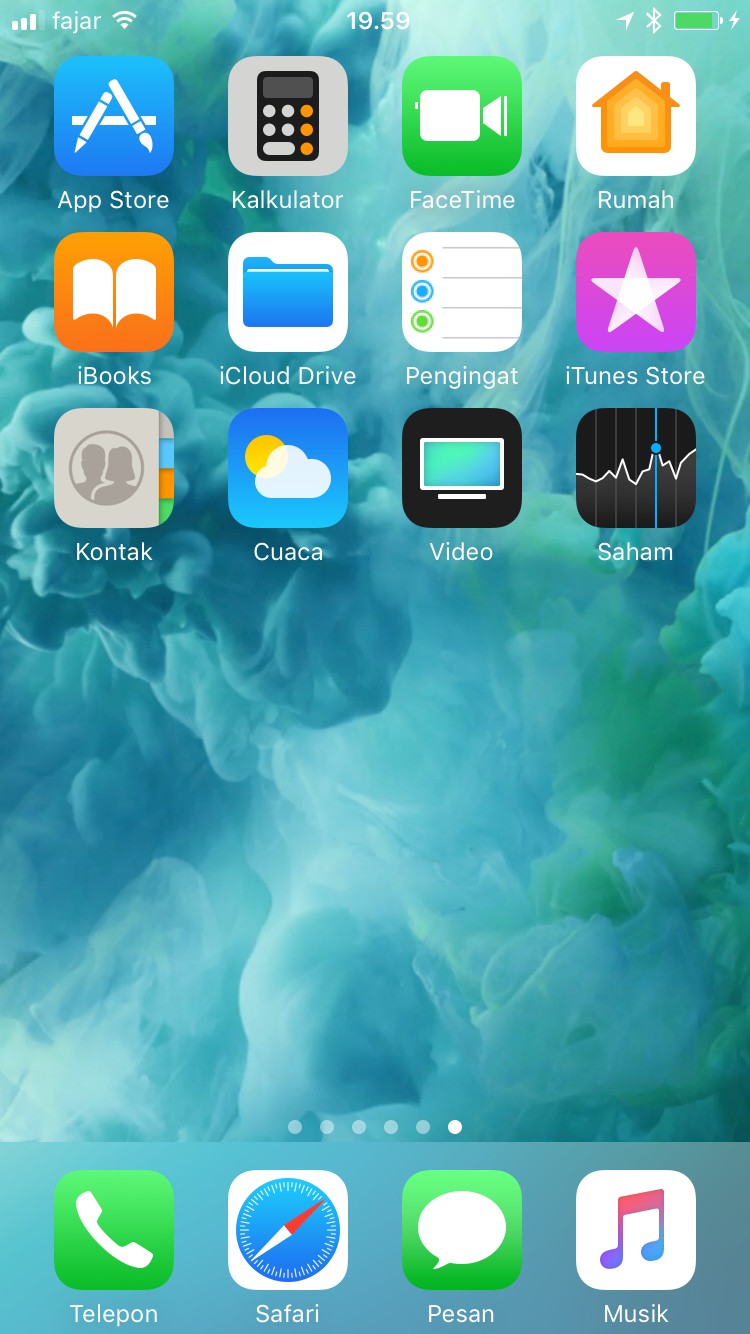 fajar 19.59
App Store Kalkulator FaceTime Rumah
iBooks iCloud Drive Pengingat iTunes Store
Kontak Cuaca Video Saham
Telepon Safari Pesan Musik